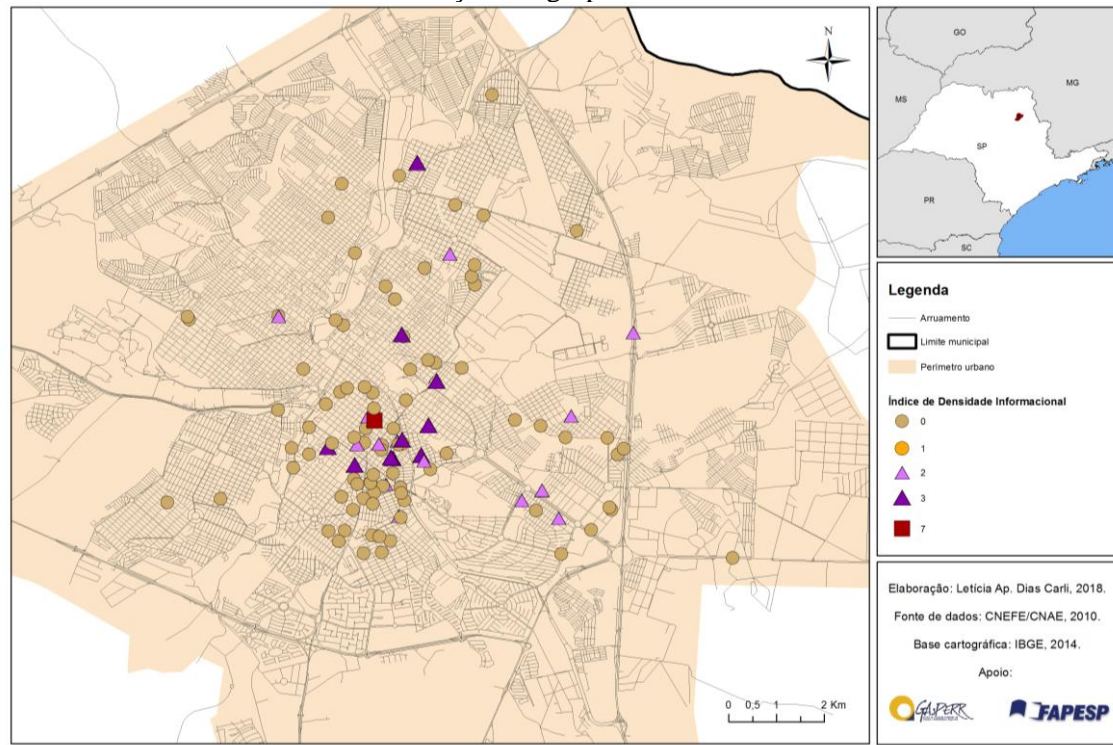 N
0 0,5 1 2 Km
GO
MG
MS
SP
PR
SC
Legenda
Arruamento
Limite municipal
Perímetro urbano
Índice de Densidade Informacional
0
1
2
3
7
Elaboração: Letícia Ap. Dias Carli, 2018.
Fonte de dados: CNEFE/CNAE, 2010.
Base cartográfica: IBGE, 2014.
Apoio:
GAsPERR
FAPESP